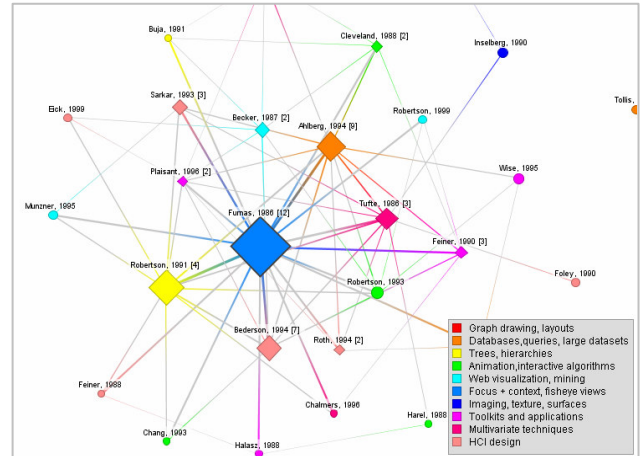 Buja, 1991
Cleveland, 1988 [2]
Inselberg, 1990
Sarkar, 1993 [3]
Tollis,
Eick, 1999
Becker, 1987 [2]
Robertson, 1999
Ahlberg, 1994 [9]
Plaisant, 1996 [2]
Wise, 1995
Munzner, 1995
Furnas, 1986 [12]
Tufte, 1986 [3]
Feiner, 1990 [3]
Robertson, 1991 [4]
Robertson, 1993
Foley, 1990
Bederson, 1994 [7]
Roth, 1994 [2]
Feiner, 1988
Chalmers, 1996
Harel, 1988
Chang, 1993
Halasz, 1988
Graph drawing, layouts
Databases,queries, large datasets
Trees, hierarchies
Animation,interactive algorithms
Web visualization, mining
Focus + context, fisheye views
Imaging, texture, surfaces
Toolkits and applications
Multivariate techniques
HCI design